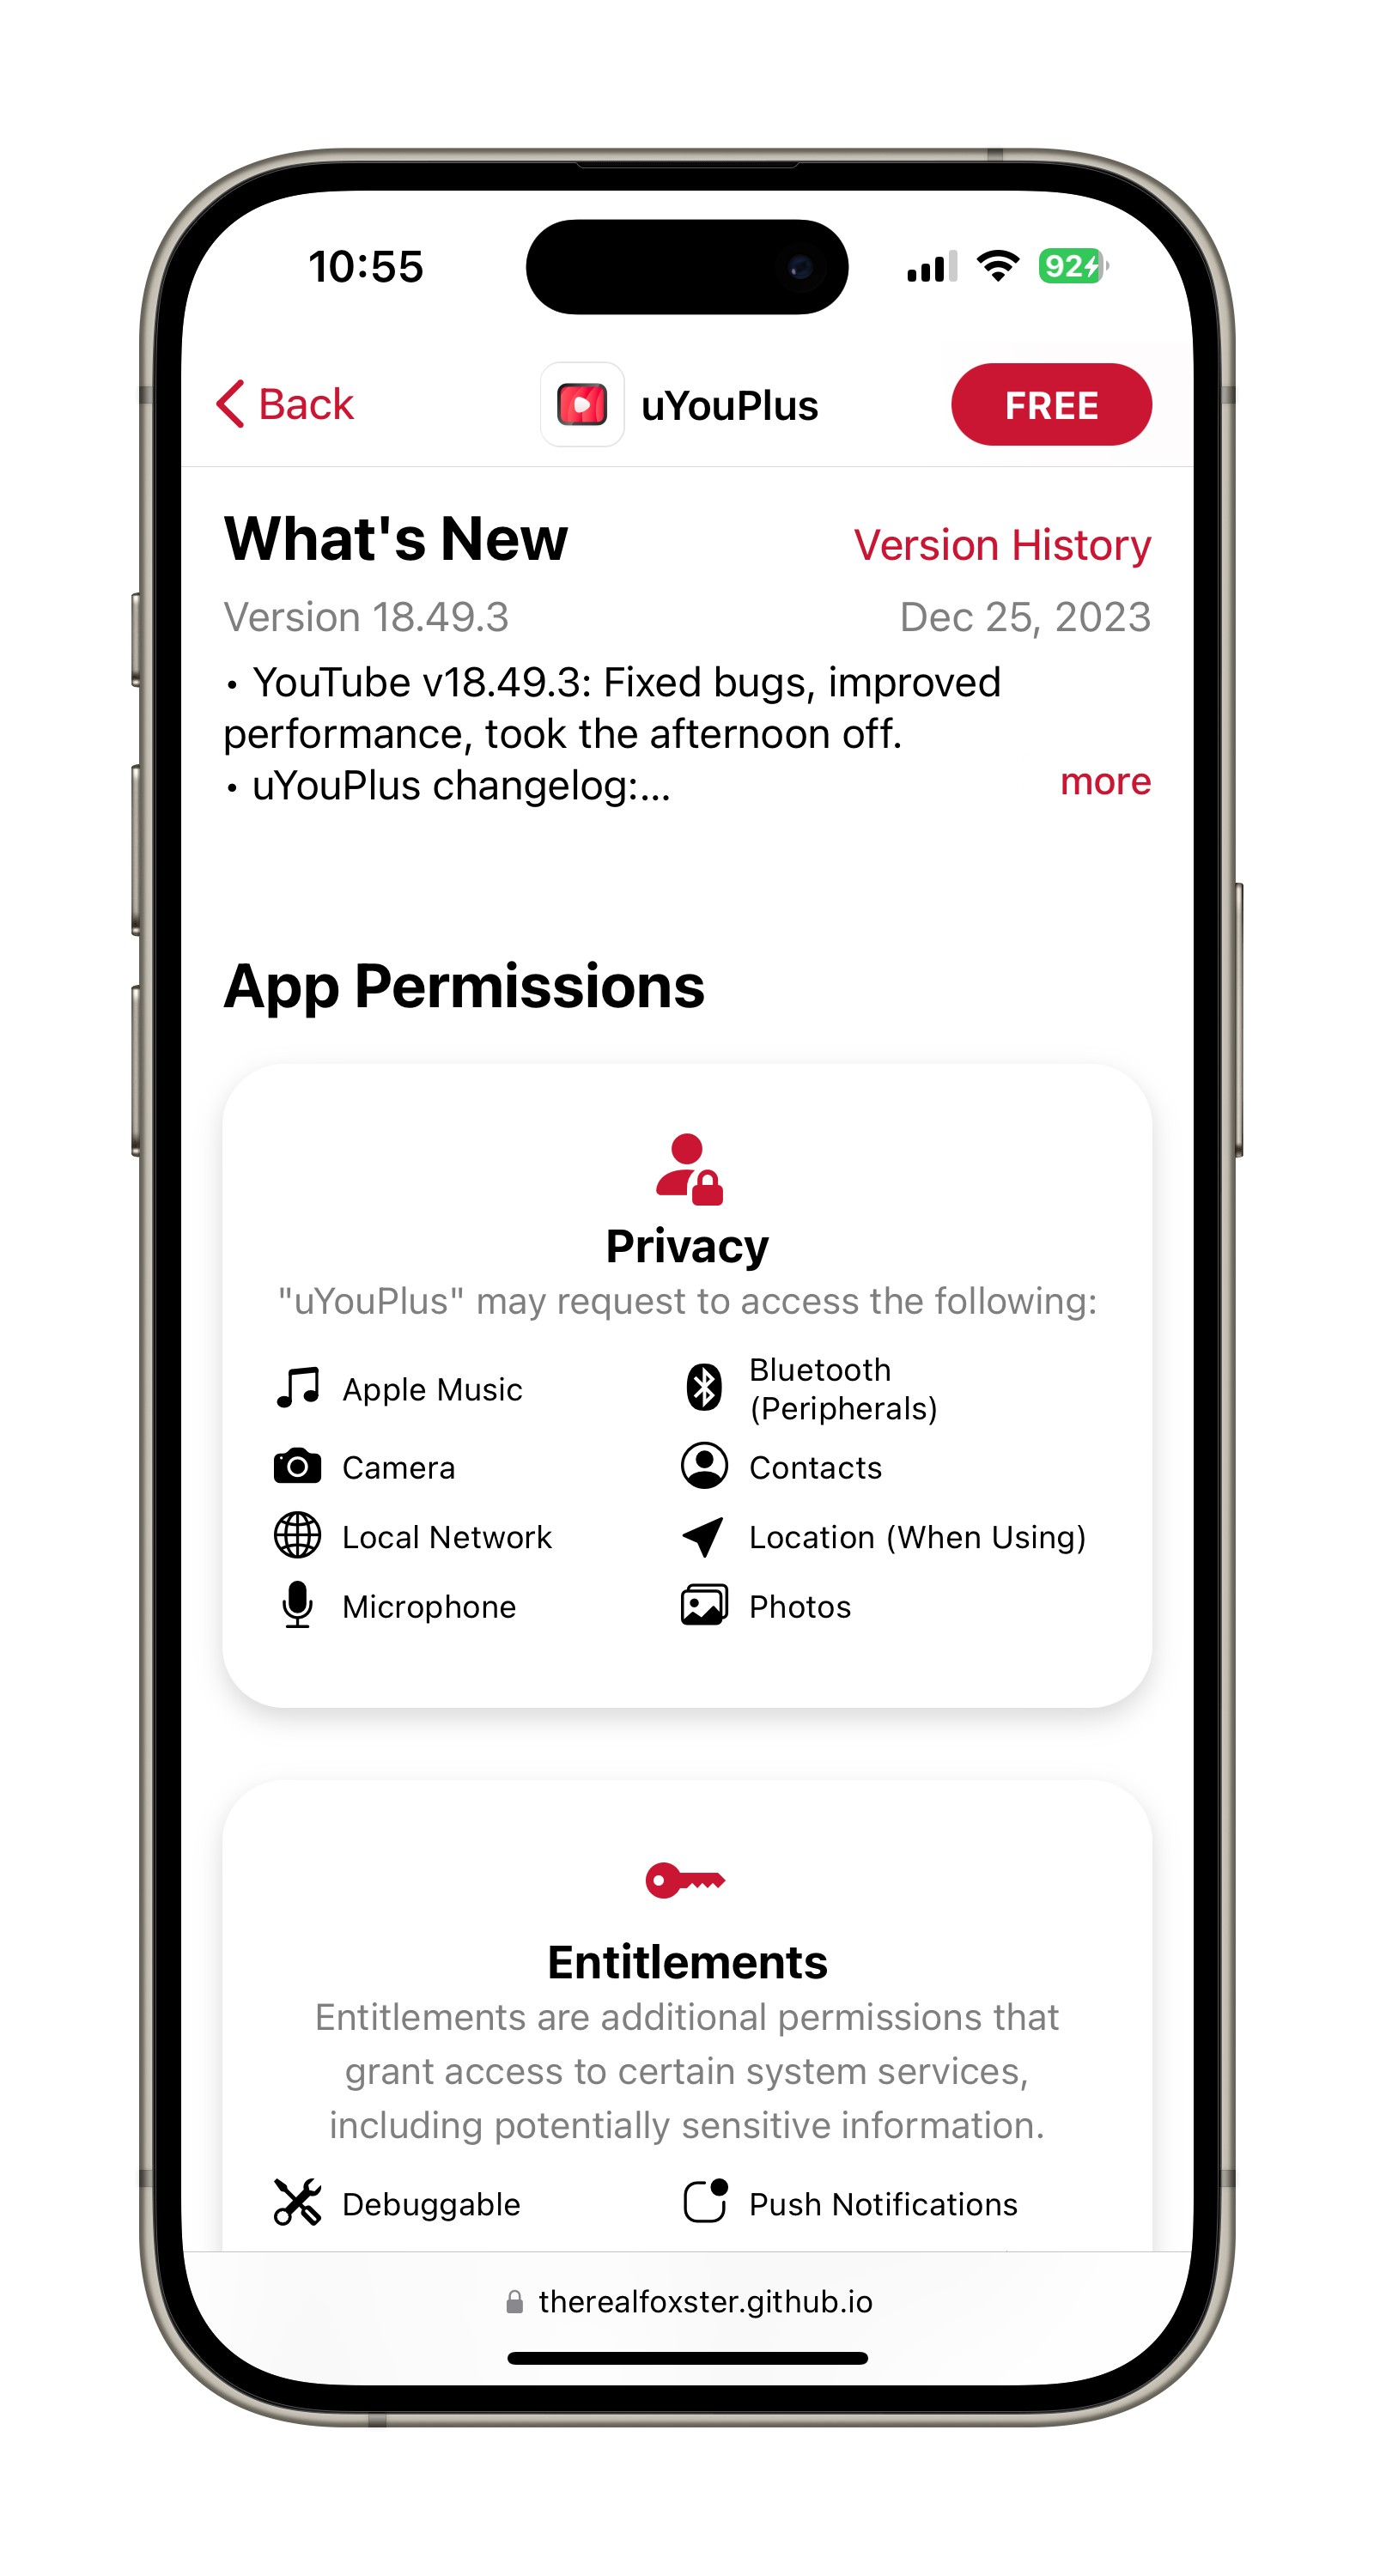 10:55
92
Back
uYouPlus
FREE
What's New
Version History
Version 18.49.3
Dec 25, 2023
• YouTube v18.49.3: Fixed bugs, improved
performance, took the afternoon off.
• uYouPlus changelog:...
more
App Permissions
Privacy
"uYouPlus" may request to access the following:
Apple Music
Bluetooth
(Peripherals)
Camera
Contacts
Local Network
Location (When Using)
Microphone
Photos
Entitlements
Entitlements are additional permissions that
grant access to certain system services,
including potentially sensitive information.
Debuggable
Push Notifications
therealfoxster.github.io